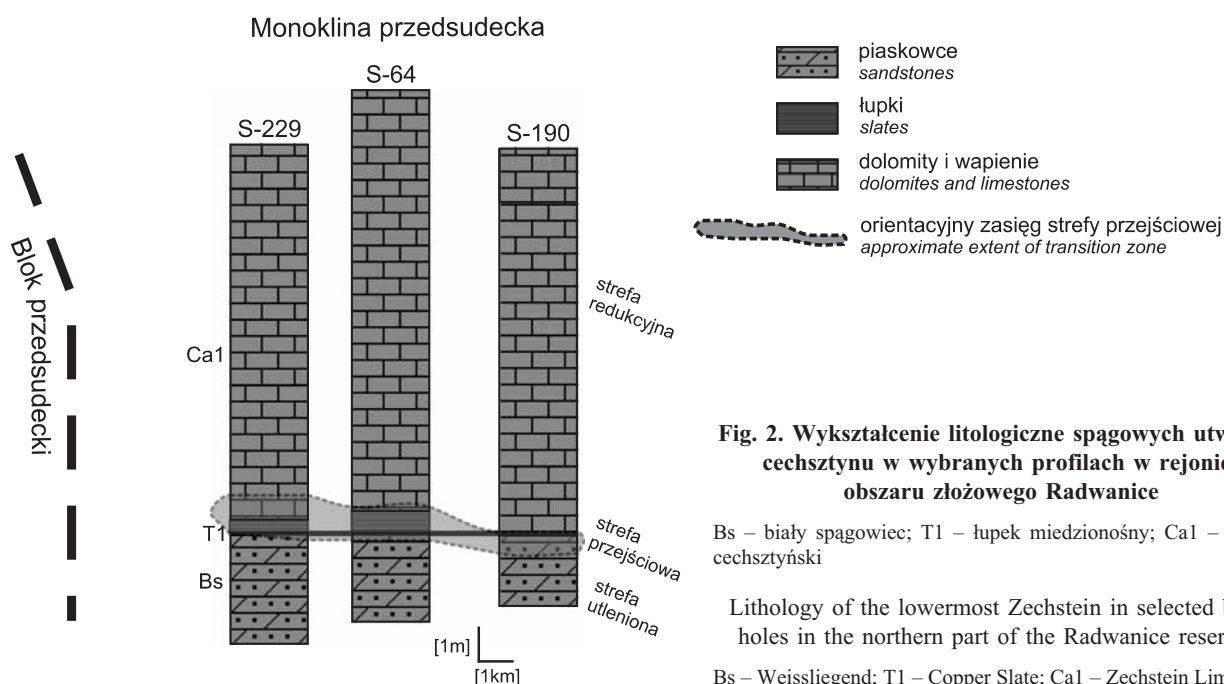 Monoklina przedsudecka
S-64
S-229
S-190
Blok przedsudecki
Ca1
T1
Bs
strefa
redukcyjna
strefa
przejściowa
strefa
utleniona
[1m]
[1km]
piaskowce
sandstones
łupki
slates
dolomity i wapienie
dolomites and limestones
orientacyjny zasięg strefy przejściowej
approximate extent of transition zone
Fig. 2. Wykształcenie litologiczne spągowych utw
cechsztynu w wybranych profilach w rejoni
obszaru złożowego Radwanice
Bs – biały spągowiec; T1 – łupek miedzionośny; Ca1 –
cechsztyński
Lithology of the lowermost Zechstein in selected b
holes in the northern part of the Radwanice reser
Bs – Weissliegend; T1 – Copper Slate; Ca1 – Zechstein Lim